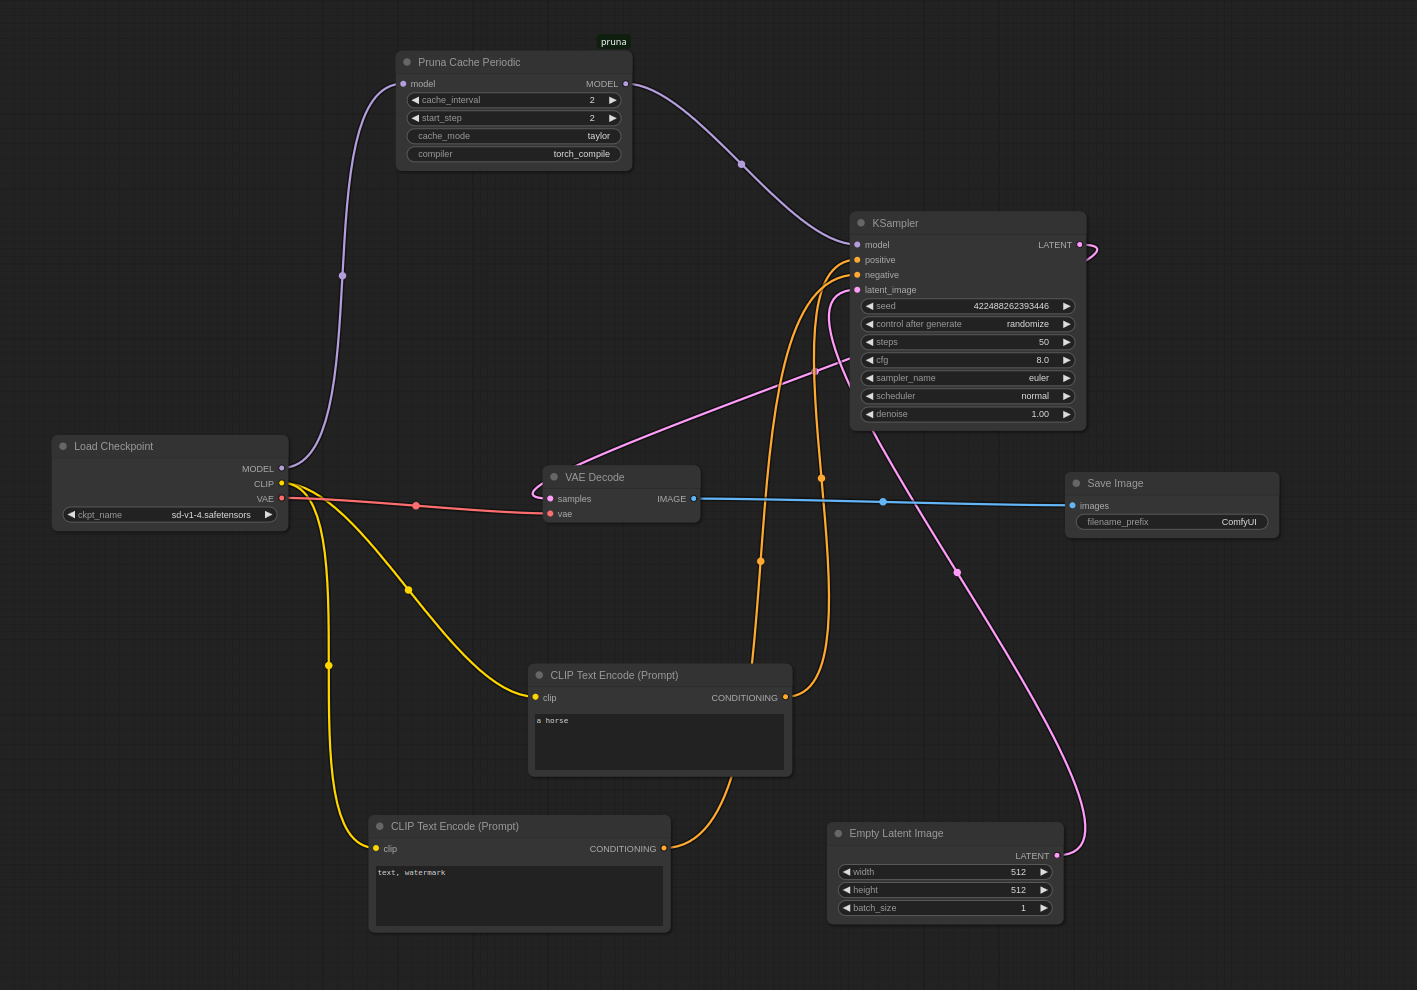 pruna
Pruna Cache Periodic
model MODEL
cache_interval 2
start_step 2
cache_mode taylor
compiler torch_compile
KSampler
model LATENT
positive
negative
latent_image
seed 422488262393446
control after generate randomize
steps 50
cfg 8.0
sampler_name euler
scheduler normal
denoise 1.00
Load Checkpoint
MODEL
CLIP
VAE
ckpt_name sd-v1-4.safetensors
VAE Decode
samples IMAGE
vae
Save Image
images
filename_prefix ComfyUI
CLIP Text Encode (Prompt)
clip CONDITIONING
a horse
CLIP Text Encode (Prompt)
clip CONDITIONING
text, watermark
Empty Latent Image
LATENT
width 512
height 512
batch_size 1